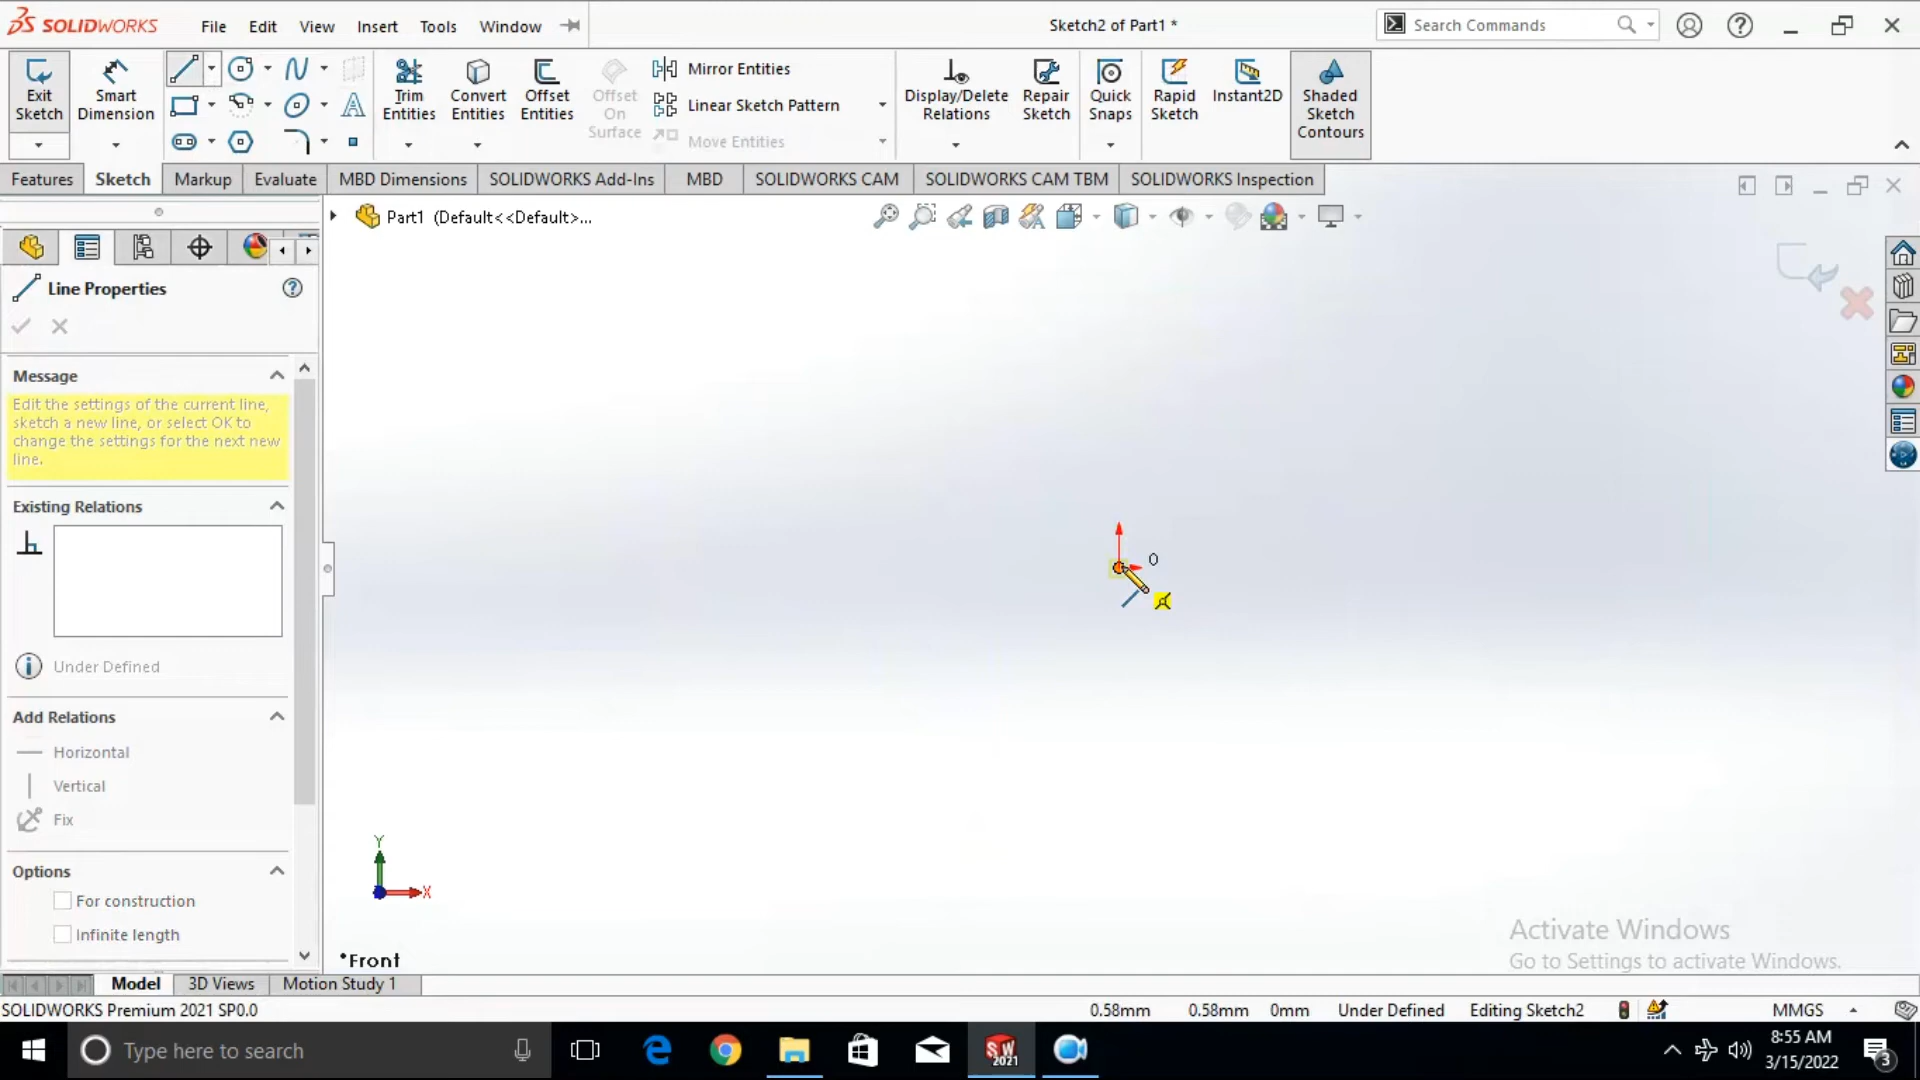 SOLIDWORKS File Edit View Insert Tools Window Sketch2 of Part1 * Search Commands
Exit Sketch
Smart Dimension
Trim Entities
Convert Entities
Offset Entities
Offset On Surface
Mirror Entities
Linear Sketch Pattern
Move Entities
Display/Delete Relations
Repair Sketch
Quick Snaps
Rapid Sketch
Instant2D
Shaded Sketch Contours
Features Sketch Markup Evaluate MBD Dimensions SOLIDWORKS Add-Ins MBD SOLIDWORKS CAM SOLIDWORKS CAM TBM SOLIDWORKS Inspection
Part1 (Default<<Default>...
Line Properties
Message
Edit the settings of the current line,
sketch a new line, or select OK to
change the settings for the next new
line.
Existing Relations
Under Defined
Add Relations
Horizontal
Vertical
Fix
Options
For construction
Infinite length
0
Y
X
*Front
Activate Windows
Go to Settings to activate Windows.
Model 3D Views Motion Study 1
SOLIDWORKS Premium 2021 SP0.0 0.58mm 0.58mm 0mm Under Defined Editing Sketch2 MMGS
Type here to search
SW
2021
8:55 AM
3/15/2022
3